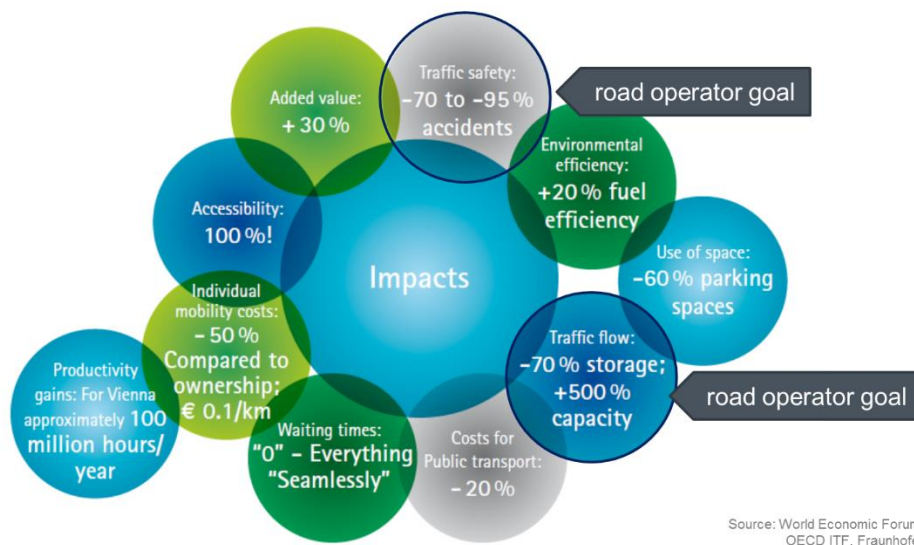 Traffic safety:
-70 to -95 %
accidents
road operator goal
Added value:
+ 30 %
Environmental
efficiency:
+20 % fuel
efficiency
Accessibility:
100 %!
Impacts
Use of space:
-60 % parking
spaces
Individual
mobility costs:
- 50 %
Compared to
ownership;
€ 0.1/km
Traffic flow:
-70 % storage;
+500 %
capacity
road operator goal
Productivity
gains: For Vienna
approximately 100
million hours/
year
Waiting times:
"0" – Everything
"Seamlessly"
Costs for
Public transport:
- 20 %
Source: World Economic Forum
OECD ITF, Fraunhofe